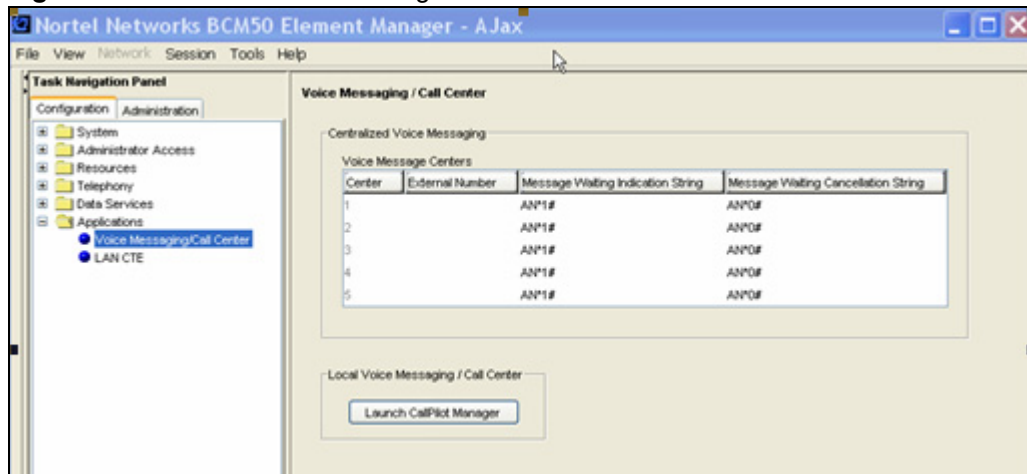 Nortel Networks BCM50 Element Manager - AJax
File View Network Session Tools Help
Task Navigation Panel
Configuration Administration
System
Administrator Access
Resources
Telephony
Data Services
Applications
Voice Messaging/Call Center
LAN CTE
Voice Messaging / Call Center
Centralized Voice Messaging
Voice Message Centers
Center External Number Message Waiting Indication String Message Waiting Cancellation String
1 AN*1# AN*0#
2 AN*1# AN*0#
3 AN*1# AN*0#
4 AN*1# AN*0#
5 AN*1# AN*0#
Local Voice Messaging / Call Center
Launch CallPilot Manager